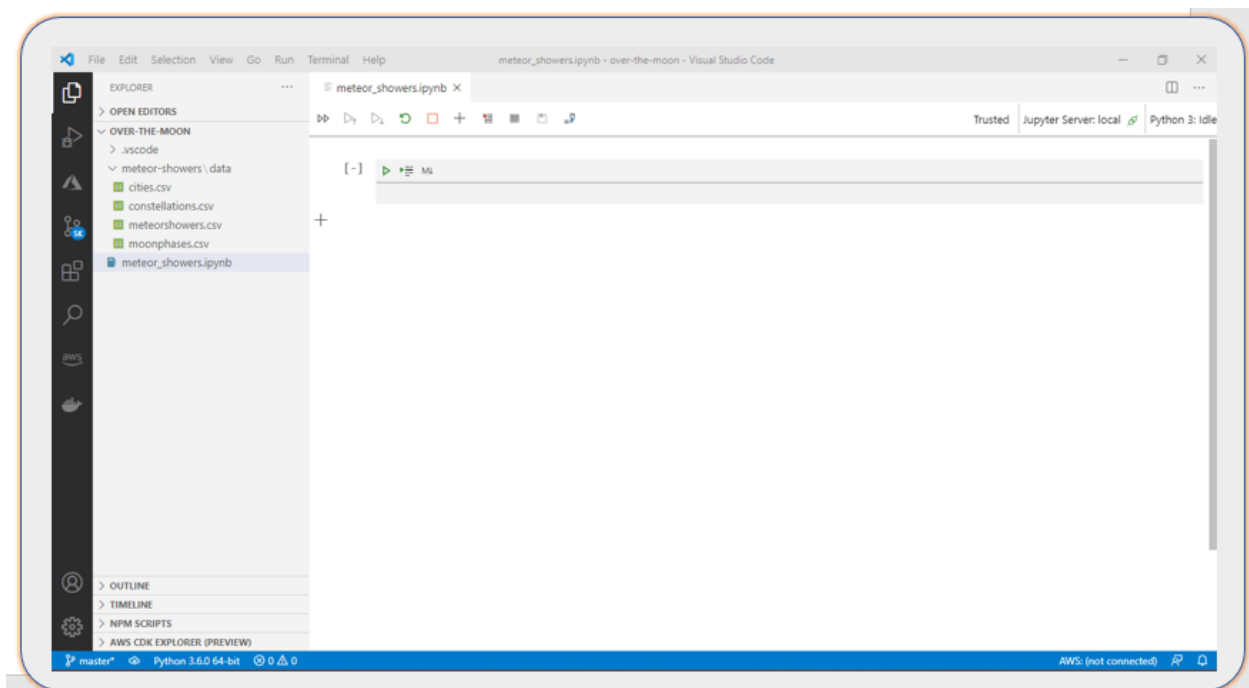 File Edit Selection View Go Run Terminal Help meteor_showers.ipynb - over-the-moon - Visual Studio Code
EXPLORER
meteor_showers.ipynb
> OPEN EDITORS
OVER-THE-MOON
Trusted Jupyter Server: local Python 3: Idle
> .vscode
meteor-showers \ data
[-] M↓
cities.csv
constellations.csv
meteorshowers.csv
moonphases.csv
meteor_showers.ipynb
SK
aws
> OUTLINE
> TIMELINE
> NPM SCRIPTS
> AWS CDK EXPLORER (PREVIEW)
master* Python 3.6.0 64-bit 0 0 AWS: (not connected)